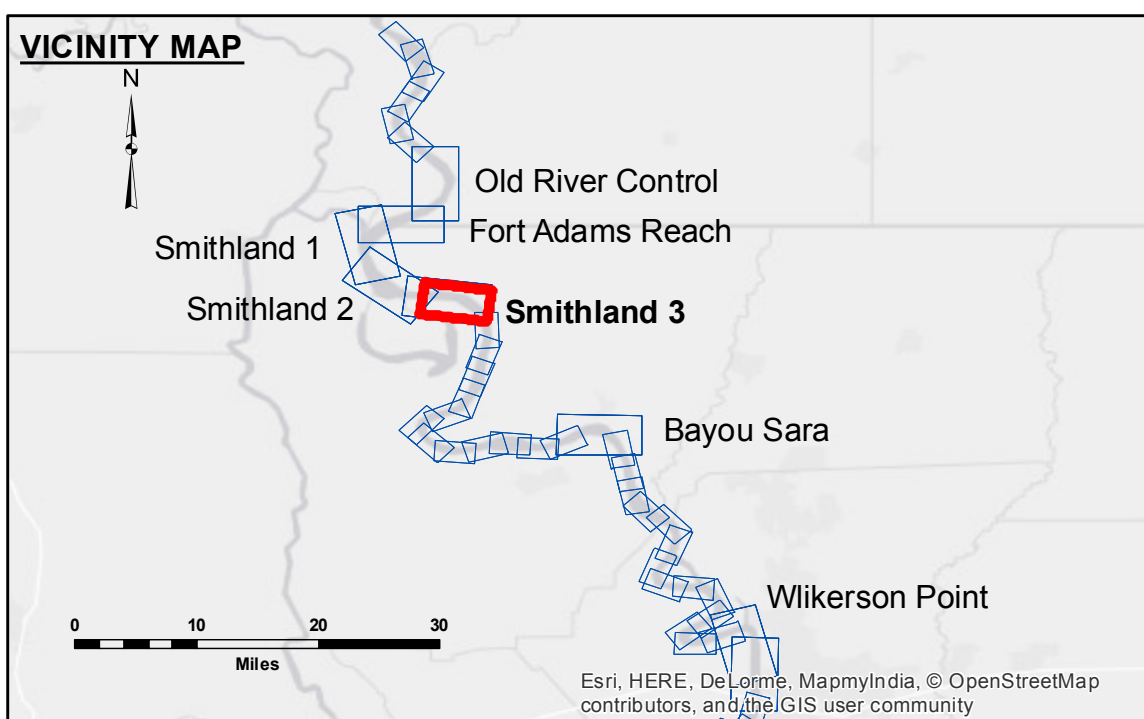 VICINITY MAP
N
Old River Control
Fort Adams Reach
Smithland 1
Smithland 2
Smithland 3
Bayou Sara
Wlikerson Point
0 10 20 30
Miles
Esri, HERE, DeLorme, MapmyIndia, © OpenStreetMap
contributors, and the GIS user community